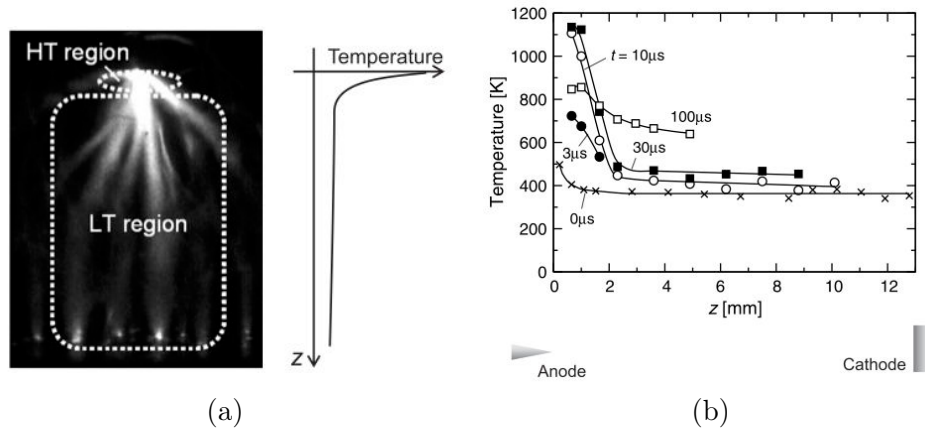 HT region
LT region
Temperature
z
(a)
1200
1100
1000
800
600
400
200
0
Temperature [K]
t = 10μs
100μs
3μs
30μs
0μs
0 2 4 6 8 10 12
z [mm]
Anode
Cathode
(b)